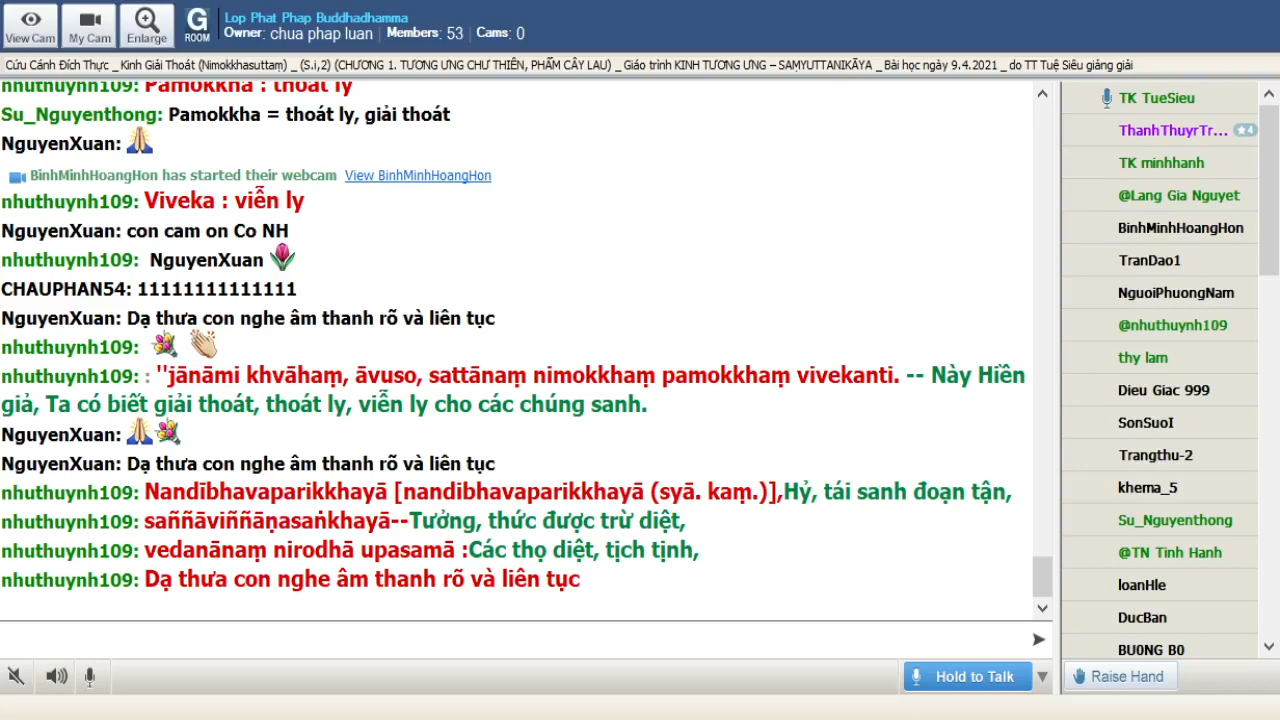 View Cam
My Cam
Enlarge
G
ROOM
Lop Phat Phap Buddhadhamma
Owner: chua phap luan | Members: 53 | Cams: 0
Cứu Cánh Đích Thực _ Kinh Giải Thoát (Nimokkhasuttaṃ) _ (S.i,2) (CHƯƠNG 1. TƯƠNG ƯNG CHƯ THIÊN, PHẨM CÂY LAU) _ Giáo trình KINH TƯƠNG ƯNG – SAṂYUTTANIKĀYA _ Bài học ngày 9.4.2021 _ do TT Tuệ Siêu giảng giải
nhuthuynh109: Pamokkha : thoát ly
Su_Nguyenthong: Pamokkha = thoát ly, giải thoát
NguyenXuan:
BinhMinhHoangHon has started their webcam View BinhMinhHoangHon
nhuthuynh109: Viveka : viễn ly
NguyenXuan: con cam on Co NH
nhuthuynh109: NguyenXuan
CHAUPHAN54: 11111111111111
NguyenXuan: Dạ thưa con nghe âm thanh rõ và liên tục
nhuthuynh109:
nhuthuynh109: : ''jānāmi khvāhaṃ, āvuso, sattānaṃ nimokkhaṃ pamokkhaṃ vivekanti. -- Này Hiền
giả, Ta có biết giải thoát, thoát ly, viễn ly cho các chúng sanh.
NguyenXuan:
NguyenXuan: Dạ thưa con nghe âm thanh rõ và liên tục
nhuthuynh109: Nandībhavaparikkhayā [nandibhavaparikkhayā (syā. kaṃ.)],Hỷ, tái sanh đoạn tận,
nhuthuynh109: saññāviññāṇasaṅkhayā--Tưởng, thức được trừ diệt,
nhuthuynh109: vedanānaṃ nirodhā upasamā :Các thọ diệt, tịch tịnh,
nhuthuynh109: Dạ thưa con nghe âm thanh rõ và liên tục
Hold to Talk
TK TueSieu
ThanhThuyrTr... 4
TK minhhanh
@Lang Gia Nguyet
BinhMinhHoangHon
TranDao1
NguoiPhuongNam
@nhuthuynh109
thy lam
Dieu Giac 999
SonSuoI
Trangthu-2
khema_5
Su_Nguyenthong
@TN Tinh Hanh
loanHle
DucBan
BU0NG B0
Raise Hand